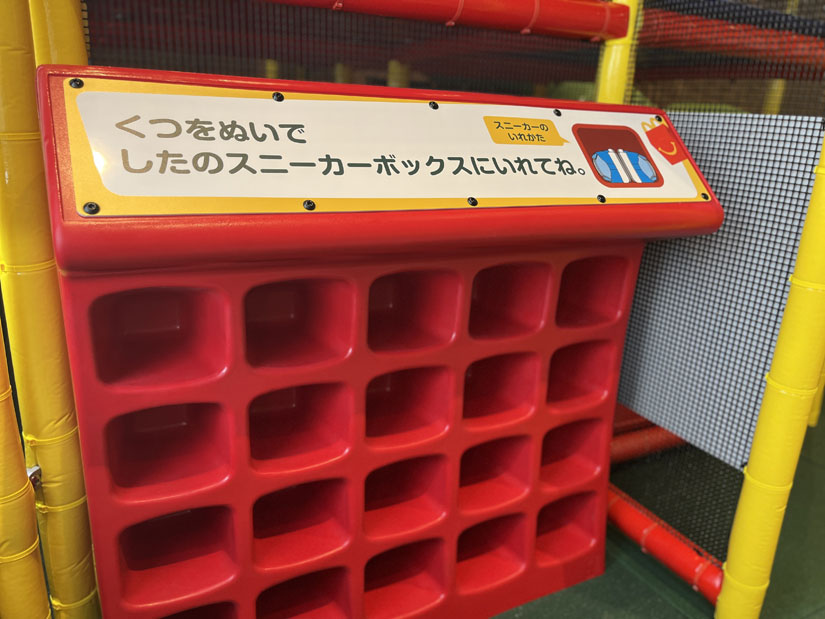 くつをぬいで
したのスニーカーボックスにいれてね。
スニーカーの
いれかた